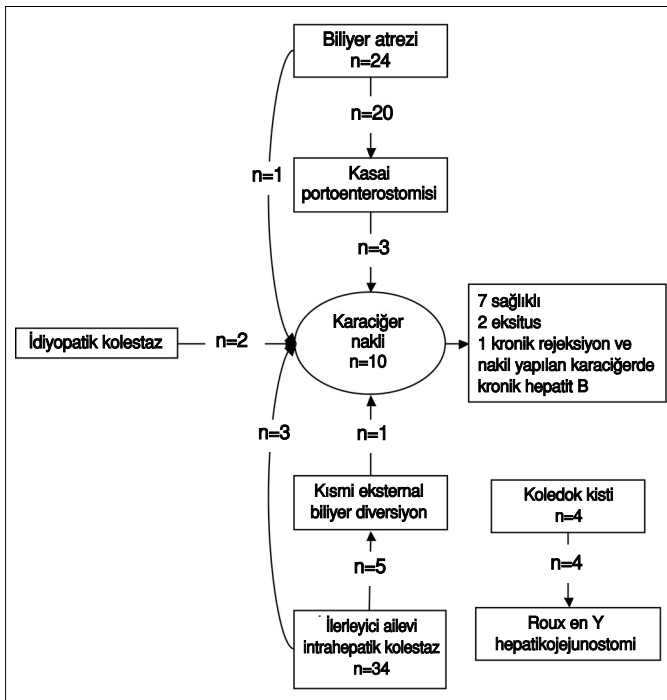 Biliyer atrezi
n=24
n=20
n=1
Kasai
portoenterostomisi
n=3
İdiyopatik kolestaz
n=2
Karaciğer
nakli
n=10
7 sağlıklı
2 eksitus
1 kronik rejeksiyon ve
nakil yapılan karaciğerde
kronik hepatit B
n=3
n=1
Kısmi eksternal
biliyer diversiyon
n=5
İlerleyici ailevi
intrahepatik kolestaz
n=34
Koledok kisti
n=4
n=4
Roux en Y
hepatikojejunostomi